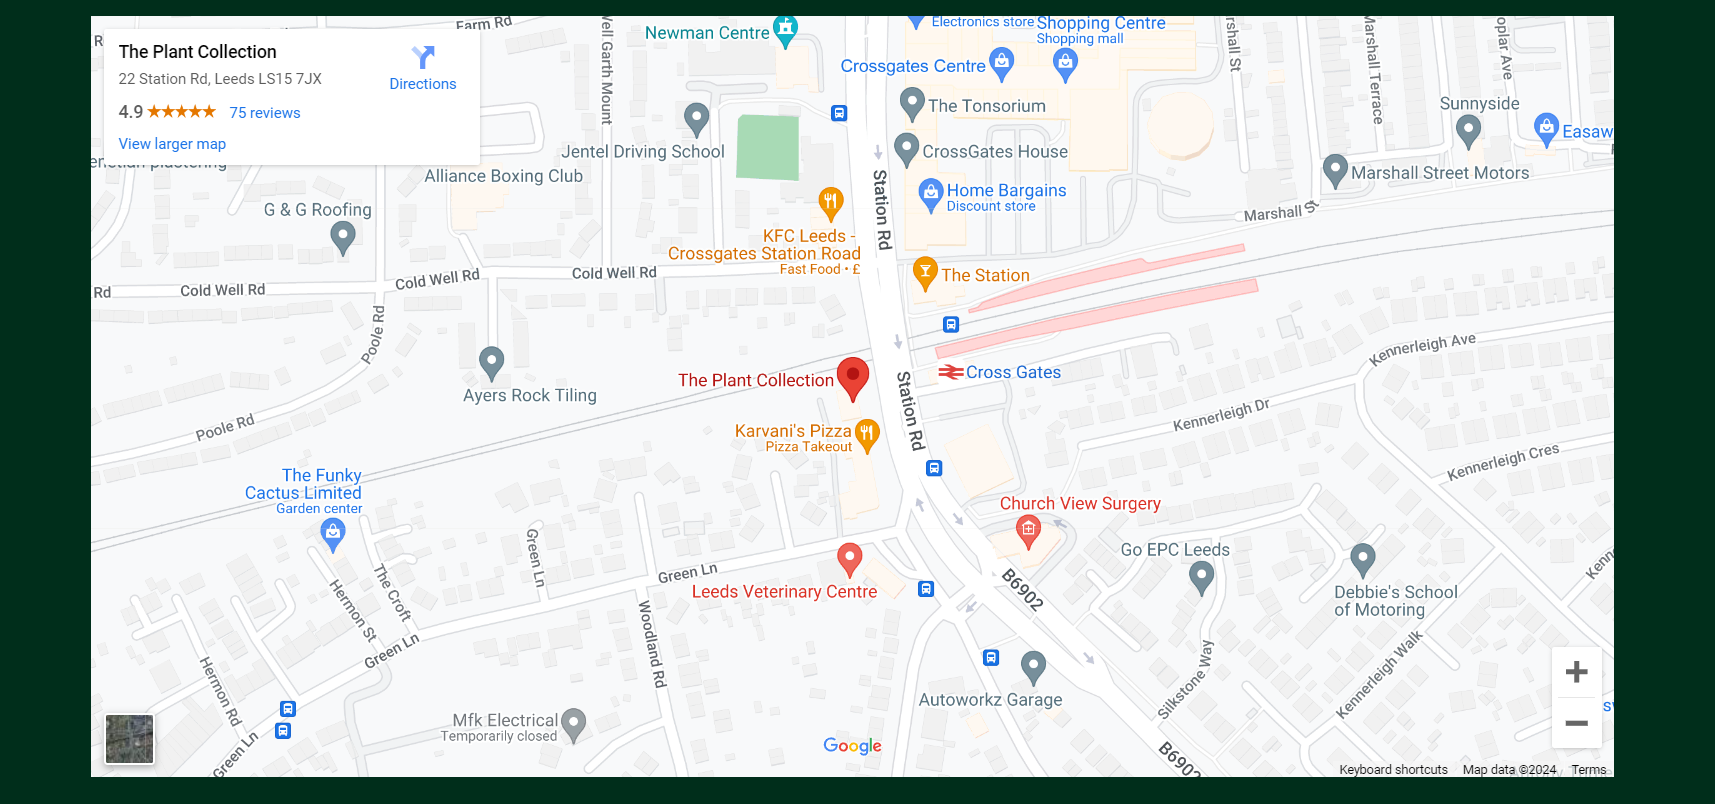 The Plant Collection
22 Station Rd, Leeds LS15 7JX
4.9
75 reviews
View larger map
Directions
Farm Rd
Newman Centre
Electronics store
Shopping Centre
Shopping mall
Crossgates Centre
The Tonsorium
Jentel Driving School
CrossGates House
Sunnyside
Easaw
Marshall Street Motors
Marshall St
Marshall Terrace
plastering
Alliance Boxing Club
Well Garth Mount
G & G Roofing
Home Bargains
Discount store
Station Rd
KFC Leeds -
Crossgates Station Road
Fast Food • £
The Station
Rd
Cold Well Rd
Cold Well Rd
Cold Well Rd
Poole Rd
Ayers Rock Tiling
The Plant Collection
Cross Gates
Station Rd
Kennerleigh Ave
Kennerleigh Dr
Kennerleigh Cres
Poole Rd
Karvani's Pizza
Pizza Takeout
The Funky
Cactus Limited
Garden center
Church View Surgery
Green Ln
Green Ln
Leeds Veterinary Centre
Go EPC Leeds
Debbie's School
of Motoring
B6902
The Croft
Hermon St
Green Ln
Woodland Rd
Hermon Rd
Green Ln
Mfk Electrical
Temporarily closed
Autoworkz Garage
Silkstone Way
Kennerleigh Walk
B6902
Google
Keyboard shortcuts
Map data ©2024
Terms